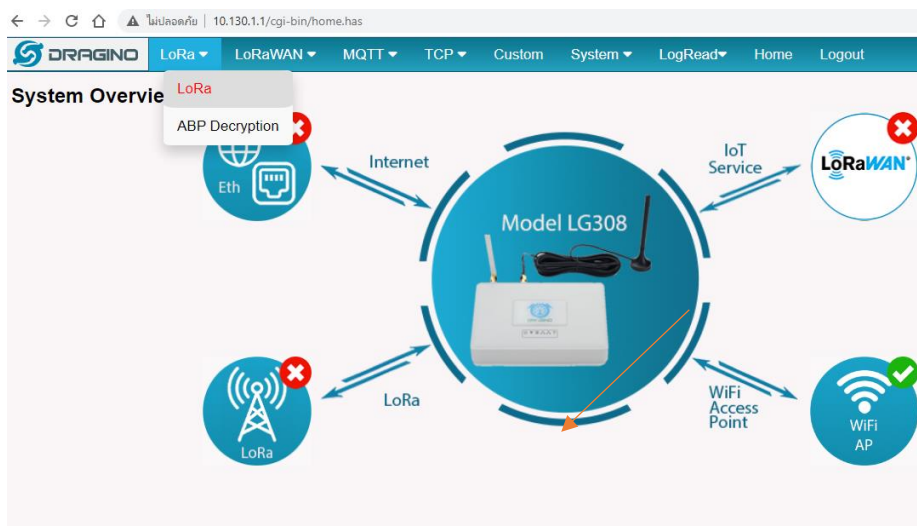 ไม่ปลอดภัย | 10.130.1.1/cgi-bin/home.has
DRAGINO LoRa LoRaWAN MQTT TCP Custom System LogRead Home Logout
System Overvie
LoRa
ABP Decryption
Eth
Internet
IoT
Service
LoRaWAN
Model LG308
LoRa
LoRa
WiFi
Access
Point
WiFi
AP